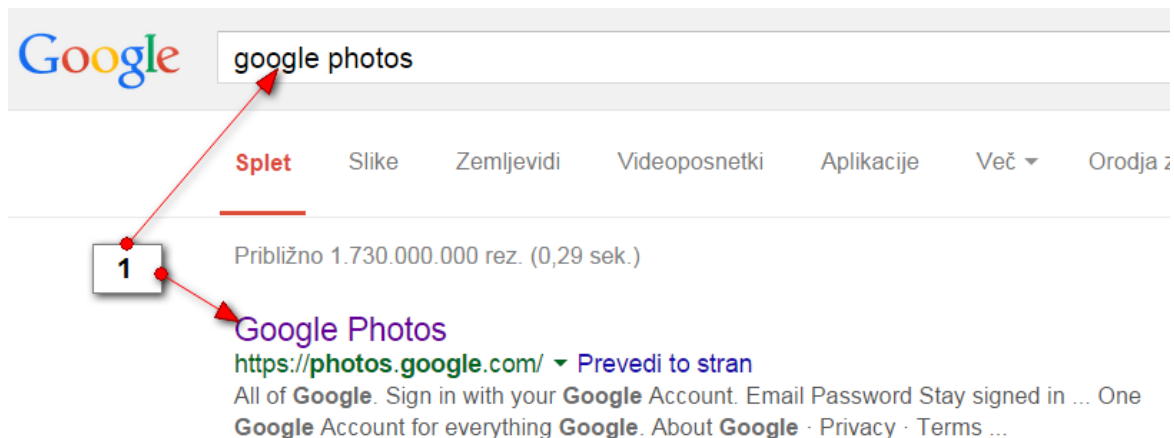 Google google photos
Splet Slike Zemljevidi Videoposnetki Aplikacije Več Orodja
1
Približno 1.730.000.000 rez. (0,29 sek.)
Google Photos
https://photos.google.com/ Prevedi to stran
All of Google. Sign in with your Google Account. Email Password Stay signed in ... One
Google Account for everything Google. About Google · Privacy · Terms ...